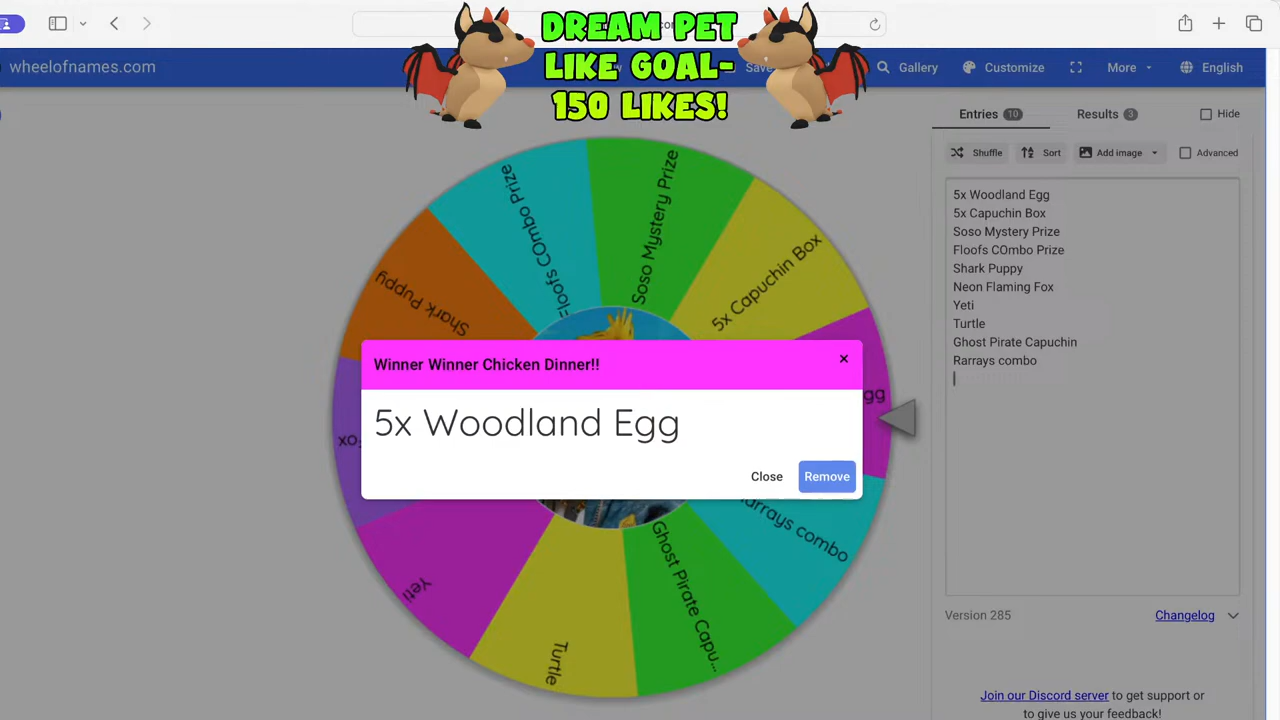 DREAM PET
LIKE GOAL-
150 LIKES!
wheelofnames.com
Gallery
Customize
More
English
Entries 10
Results 3
Hide
Shuffle
Sort
Add image
Advanced
5x Woodland Egg
5x Capuchin Box
Soso Mystery Prize
Floofs COmbo Prize
Shark Puppy
Neon Flaming Fox
Yeti
Turtle
Ghost Pirate Capuchin
Rarrays combo
Floofs COmbo Prize
Soso Mystery Prize
5x Capuchin Box
Shark Puppy
Winner Winner Chicken Dinner!!
5x Woodland Egg
Close
Remove
Rarrays combo
Ghost Pirate Capu...
Turtle
Yeti
Version 285
Changelog
Join our Discord server to get support or
to give us your feedback!